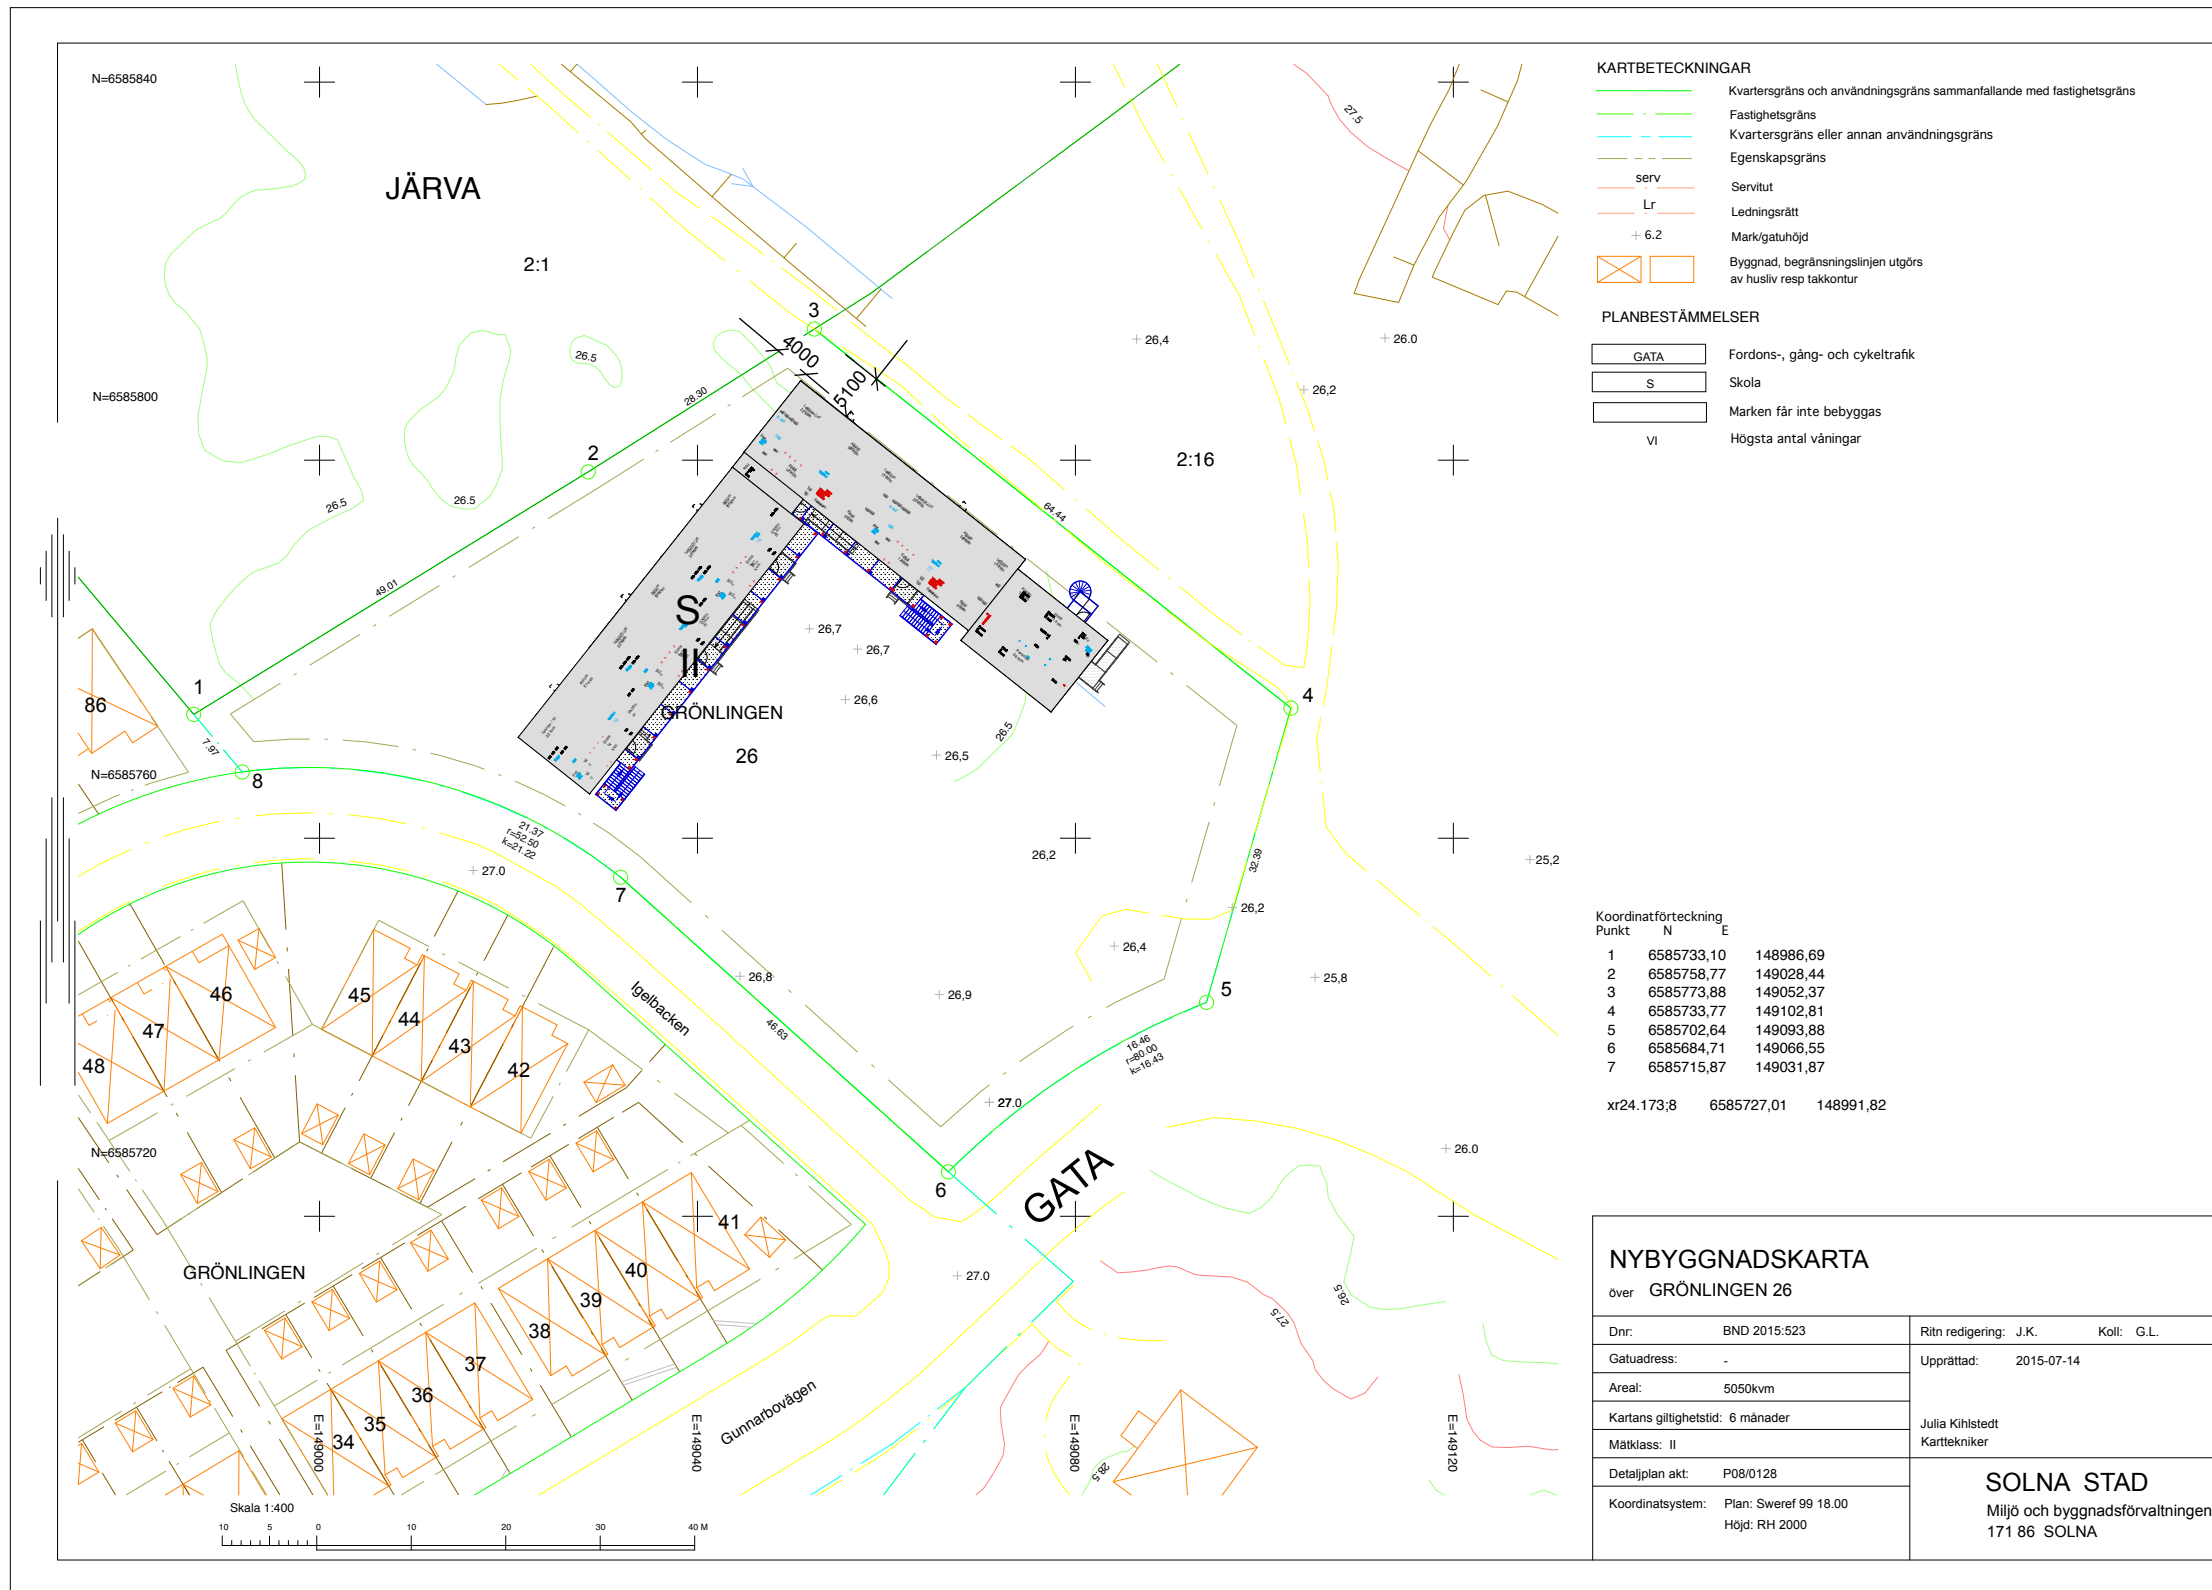 N=6585840
N=6585800
N=6585760
N=6585720
JÄRVA
2:1
2:16
3
4000
5100
28.30
2
49.01
1
7.97
8
86
26.5
26.5
26.5
27.5
26,4
26.0
26,2
64.44
4
S
II
GRÖNLINGEN
26
26,7
26,7
26,6
26,5
26.5
26,2
32.39
26,2
25,2
26,4
25,8
26,8
26,9
5
21.37
r=52.50
k=21.22
27.0
7
46.63
Igelbacken
16.46
r=80.00
k=16.43
27.0
6
GATA
26.0
27.0
27.5
26.5
28.5
48
47
46
45
44
43
42
41
40
39
38
37
36
35
34
GRÖNLINGEN
Gunnarbovägen
E=149000
E=149040
E=149080
E=149120
Skala 1:400
10 5 0 10 20 30 40 M
KARTBETECKNINGAR
Kvartersgräns och användningsgräns sammanfallande med fastighetsgräns
Fastighetsgräns
Kvartersgräns eller annan användningsgräns
Egenskapsgräns
serv Servitut
Lr Ledningsrätt
6.2 Mark/gatuhöjd
Byggnad, begränsningslinjen utgörs
av husliv resp takkontur
PLANBESTÄMMELSER
GATA Fordons-, gång- och cykeltrafik
S Skola
Marken får inte bebyggas
VI Högsta antal våningar
Koordinatförteckning
Punkt N E
1 6585733,10 148986,69
2 6585758,77 149028,44
3 6585773,88 149052,37
4 6585733,77 149102,81
5 6585702,64 149093,88
6 6585684,71 149066,55
7 6585715,87 149031,87
xr24.173;8 6585727,01 148991,82
NYBYGGNADSKARTA
över GRÖNLINGEN 26
Dnr: BND 2015:523
Gatuadress: -
Areal: 5050kvm
Kartans giltighetstid: 6 månader
Mätklass: II
Detaljplan akt: P08/0128
Koordinatsystem: Plan: Sweref 99 18.00
Höjd: RH 2000
Ritn redigering: J.K. Koll: G.L.
Upprättad: 2015-07-14
Julia Kihlstedt
Karttekniker
SOLNA STAD
Miljö och byggnadsförvaltningen
171 86 SOLNA